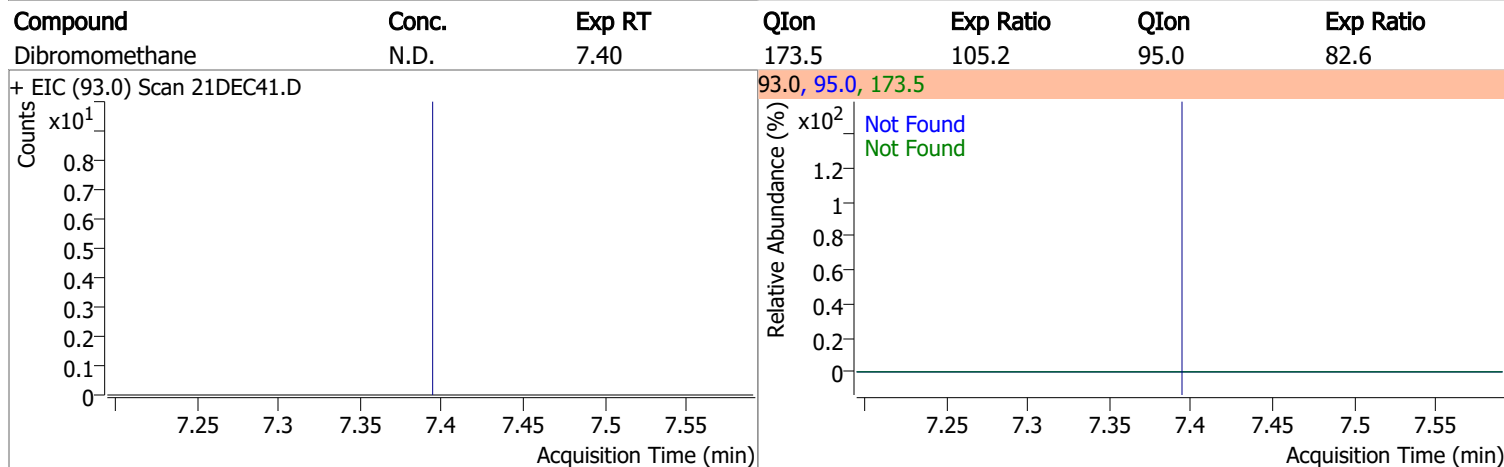 Compound Conc. Exp RT QIon Exp Ratio QIon Exp Ratio
Dibromomethane N.D. 7.40 173.5 105.2 95.0 82.6
+ EIC (93.0) Scan 21DEC41.D
Counts
x10¹
0.8
0.7
0.6
0.5
0.4
0.3
0.2
0.1
0
7.25 7.3 7.35 7.4 7.45 7.5 7.55
Acquisition Time (min)
93.0, 95.0, 173.5
Relative Abundance (%)
x10²
Not Found
Not Found
1.2
1
0.8
0.6
0.4
0.2
0
7.25 7.3 7.35 7.4 7.45 7.5 7.55
Acquisition Time (min)